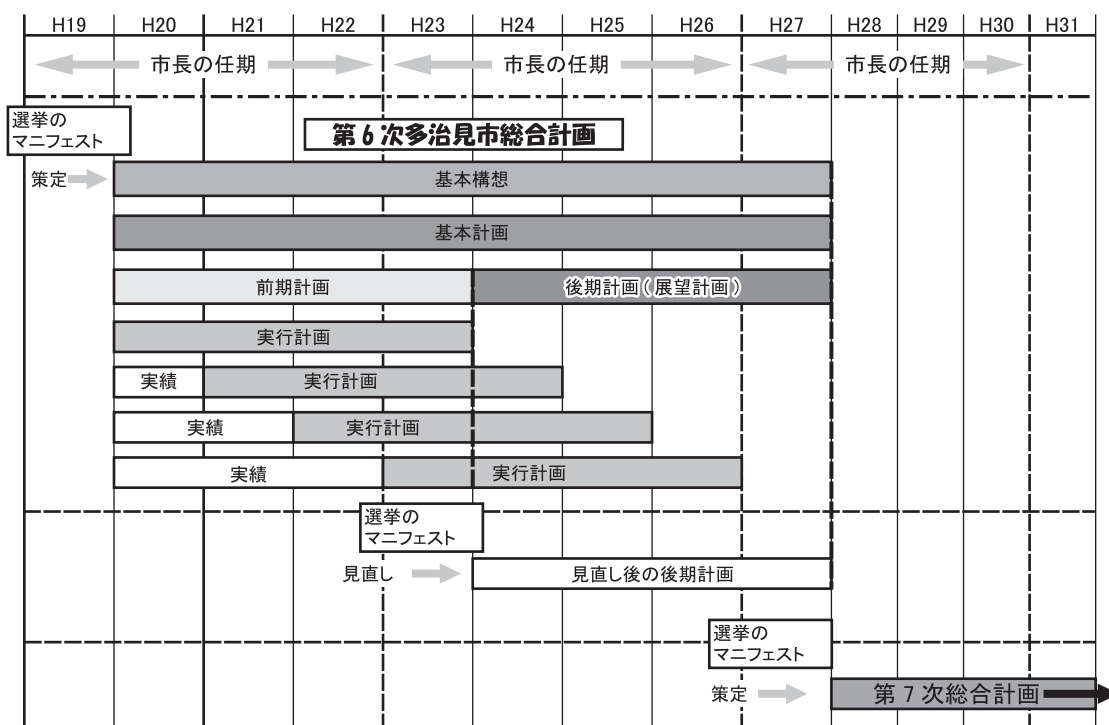 H19 H20 H21 H22 H23 H24 H25 H26 H27 H28 H29 H30 H31
市長の任期 市長の任期 市長の任期
選挙の
マニフェスト
第6次多治見市総合計画
策定 基本構想
基本計画
前期計画 後期計画(展望計画)
実行計画
実績 実行計画
実績 実行計画
実績 実行計画
選挙の
マニフェスト
見直し 見直し後の後期計画
選挙の
マニフェスト
策定 第7次総合計画